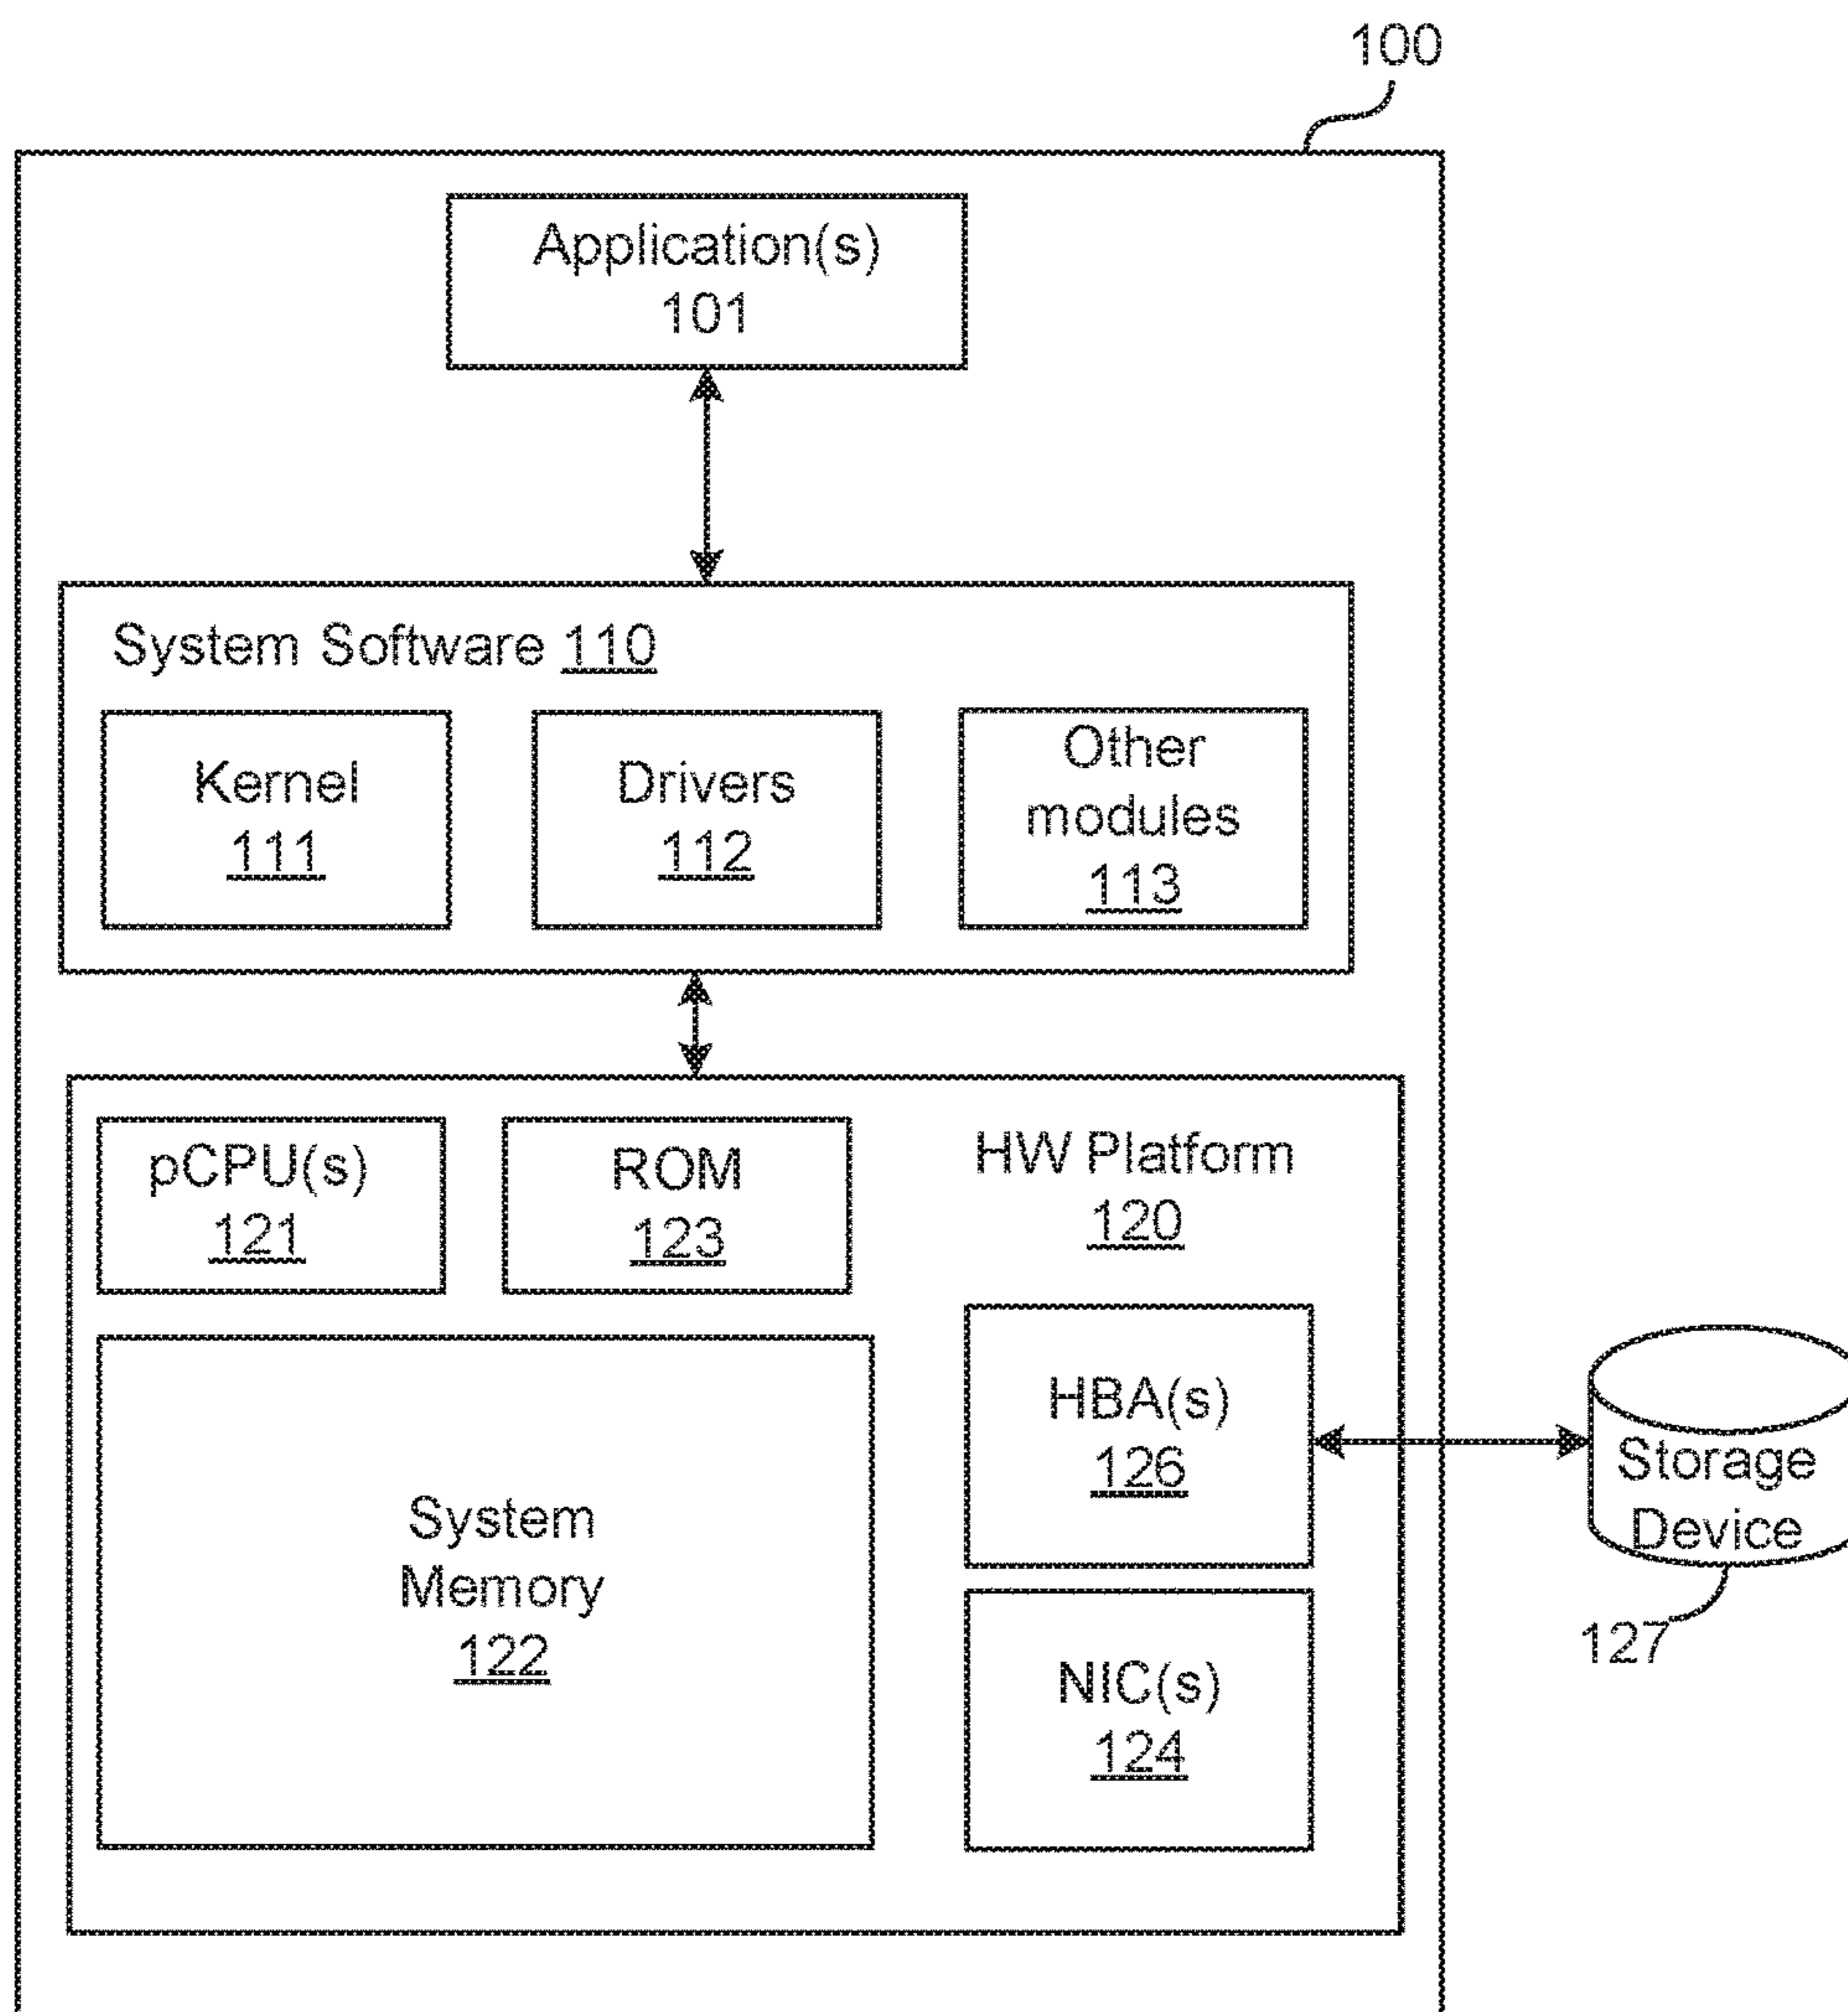 100
Application(s)
101
System Software 110
Kernel
111
Drivers
112
Other
modules
113
pCPU(s)
121
ROM
123
HW Platform
120
System
Memory
122
HBA(s)
126
NIC(s)
124
Storage
Device
127